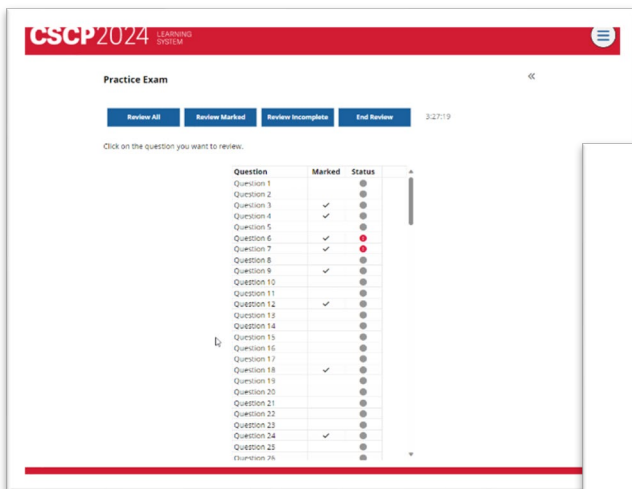 CSCP2024 LEARNING
SYSTEM
Practice Exam
Review All Review Marked Review Incomplete End Review 3:27:19
Click on the question you want to review.
Question Marked Status
Question 1
Question 2
Question 3
Question 4
Question 5
Question 6
Question 7
Question 8
Question 9
Question 10
Question 11
Question 12
Question 13
Question 14
Question 15
Question 16
Question 17
Question 18
Question 19
Question 20
Question 21
Question 22
Question 23
Question 24
Question 25
Question 26